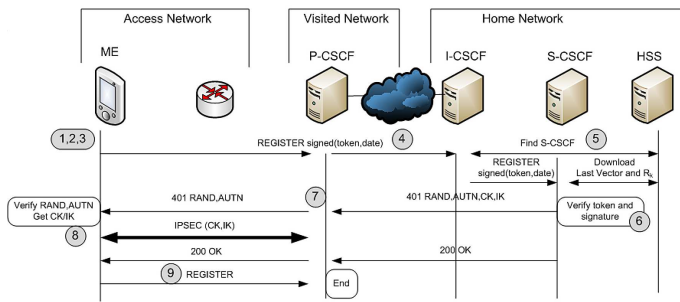 Access Network
Visited Network
Home Network
ME
P-CSCF
I-CSCF
S-CSCF
HSS
1,2,3
REGISTER signed(token,date)
4
Find S-CSCF
5
REGISTER
signed(token,date)
Download
Last Vector and Rk
Verify RAND,AUTN
Get CK/IK
401 RAND,AUTN
7
401 RAND,AUTN,CK,IK
Verify token and
signature
6
8
IPSEC (CK,IK)
200 OK
200 OK
9
REGISTER
End